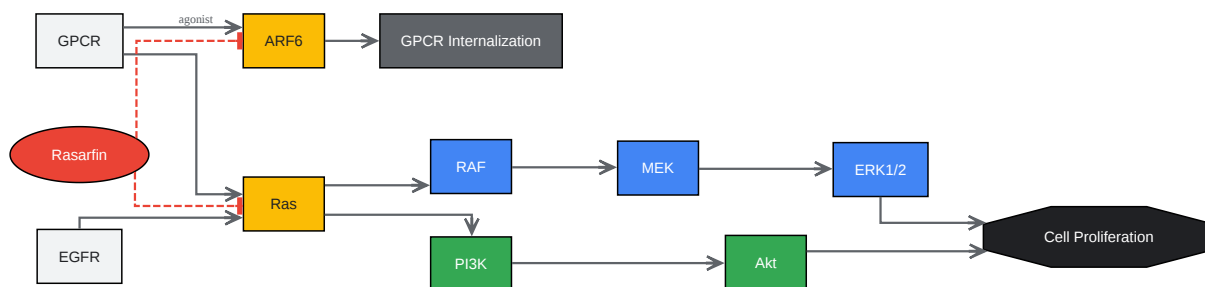 GPCR
agonist
ARF6
GPCR Internalization
Rasarfin
RAF
MEK
ERK1/2
Ras
Cell Proliferation
EGFR
PI3K
Akt